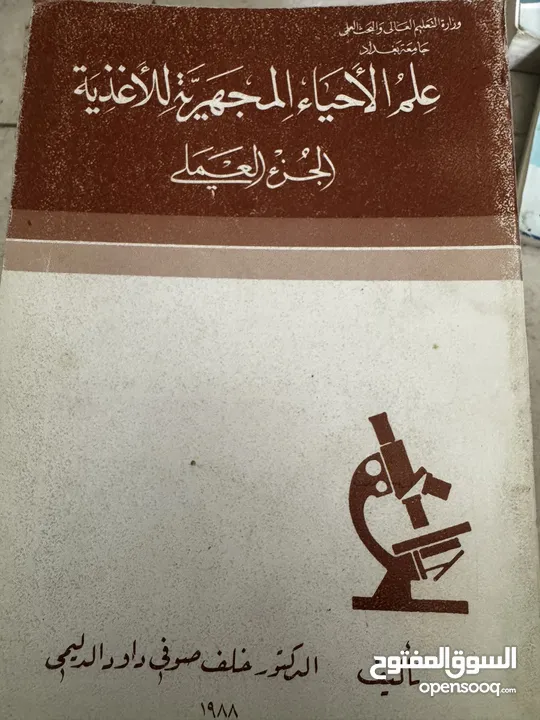 وزارة التعليم العالي والبحث العلمي
جامعة بغداد
علم الأحياء المجهرية للأغذية
الجزء العملي
تأليف الدكتور خلف صوفي داود الدليمي
١٩٨٨
السوق المفتوح
opensooq.com